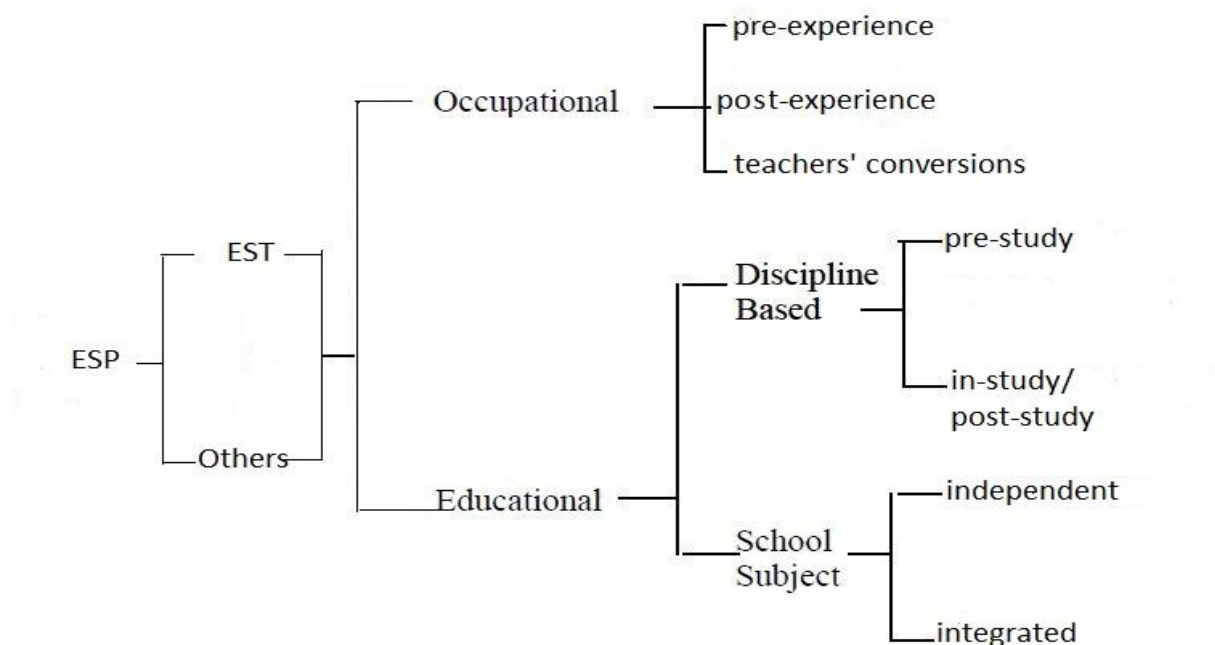 pre-experience
Occupational
post-experience
teachers' conversions
EST
pre-study
Discipline
Based
ESP
in-study/
post-study
Others
Educational
independent
School
Subject
integrated